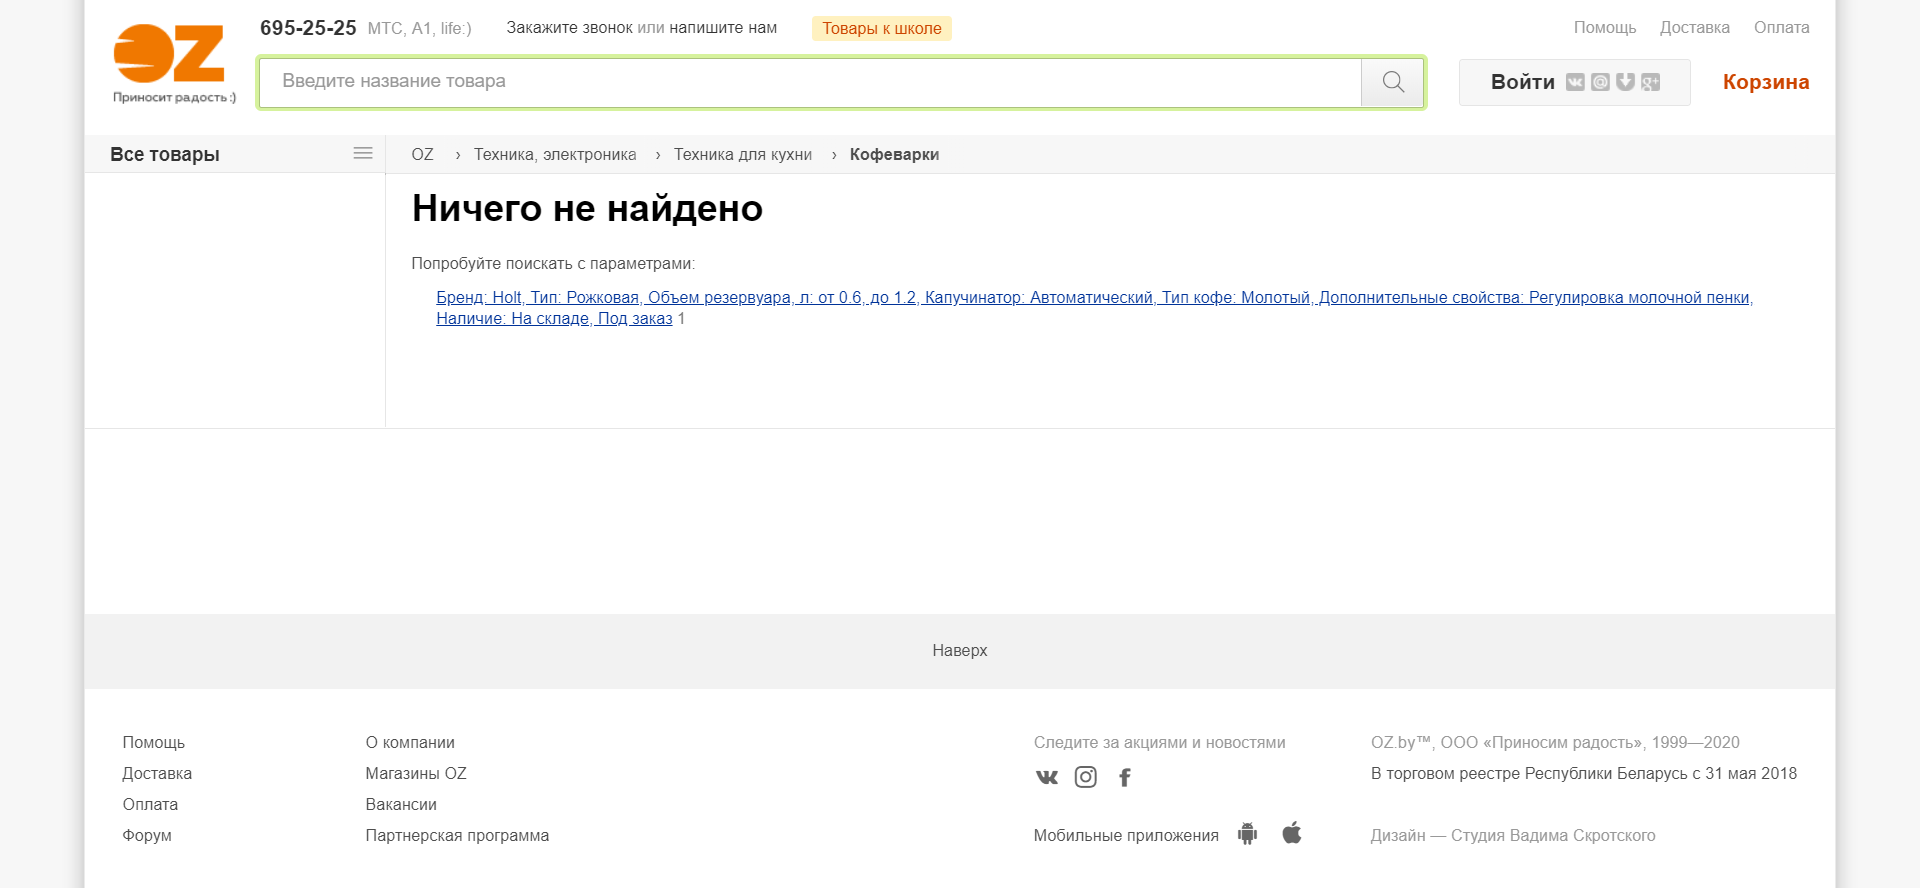 695-25-25 МТС, A1, life:) Закажите звонок или напишите нам Товары к школе Помощь Доставка Оплата
OZ
Приносит радость :)
Введите название товара
Войти
Корзина
Все товары
OZ › Техника, электроника › Техника для кухни › Кофеварки
Ничего не найдено
Попробуйте поискать с параметрами:
Бренд: Holt, Тип: Рожковая, Объем резервуара, л: от 0.6, до 1.2, Капучинатор: Автоматический, Тип кофе: Молотый, Дополнительные свойства: Регулировка молочной пенки,
Наличие: На складе, Под заказ 1
Наверх
Помощь
Доставка
Оплата
Форум
О компании
Магазины OZ
Вакансии
Партнерская программа
Следите за акциями и новостями
Мобильные приложения
OZ.by™, ООО «Приносим радость», 1999—2020
В торговом реестре Республики Беларусь с 31 мая 2018
Дизайн — Студия Вадима Скротского